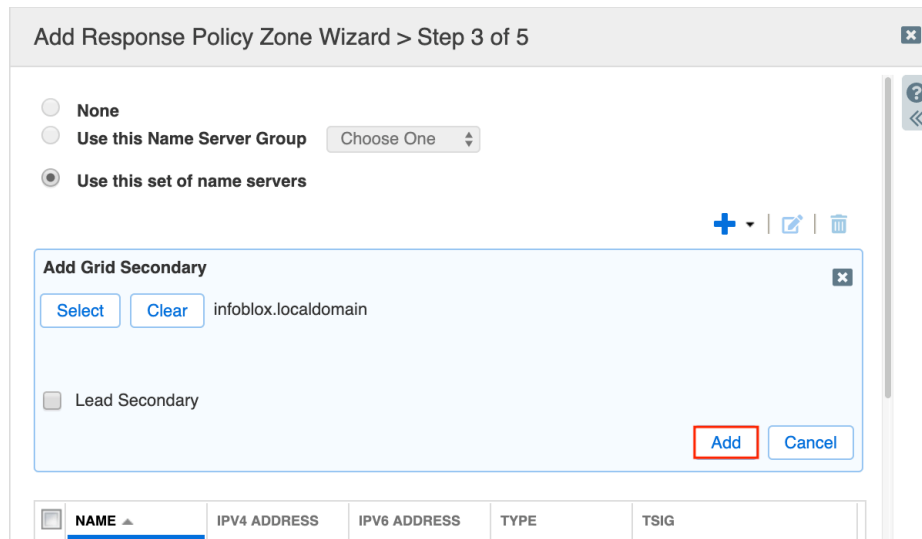 Add Response Policy Zone Wizard > Step 3 of 5
None
Use this Name Server Group Choose One
Use this set of name servers
Add Grid Secondary
Select Clear infoblox.localdomain
Lead Secondary
Add Cancel
NAME IPV4 ADDRESS IPV6 ADDRESS TYPE TSIG